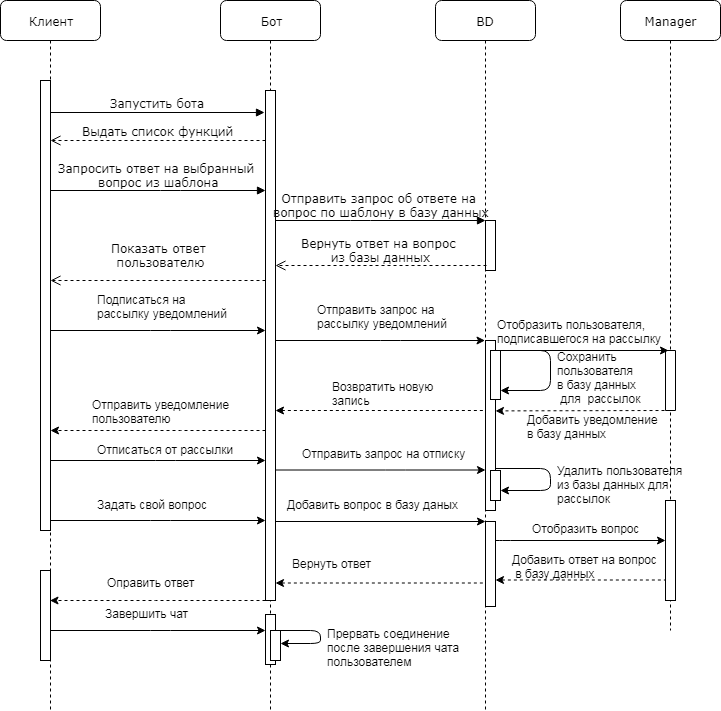 Клиент
Бот
BD
Manager
Запустить бота
Выдать список функций
Запросить ответ на выбранный
вопрос из шаблона
Отправить запрос об ответе на
вопрос по шаблону в базу данных
Вернуть ответ на вопрос
из базы данных
Показать ответ
пользователю
Подписаться на
рассылку уведомлений
Отправить запрос на
рассылку уведомлений
Отобразить пользователя,
подписавшегося на рассылку
Сохранить
пользователя
в базу данных
для рассылок
Возвратить новую
запись
Добавить уведомление
в базу данных
Отправить уведомление
пользователю
Отписаться от рассылки
Отправить запрос на отписку
Удалить пользователя
из базы данных для
рассылок
Задать свой вопрос
Добавить вопрос в базу даных
Отобразить вопрос
Добавить ответ на вопрос
в базу данных
Вернуть ответ
Оправить ответ
Завершить чат
Прервать соединение
после завершения чата
пользователем